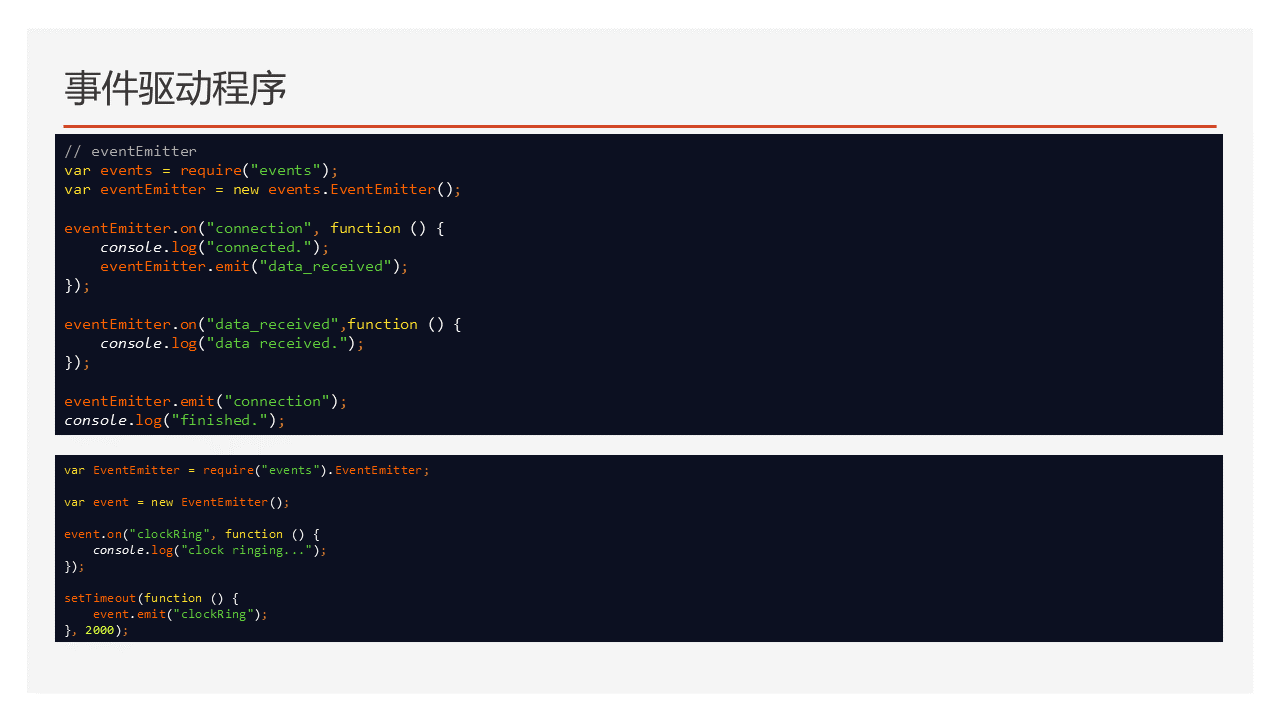 事件驱动程序
// eventEmitter
var events = require("events");
var eventEmitter = new events.EventEmitter();
eventEmitter.on("connection", function () {
    console.log("connected.");
    eventEmitter.emit("data_received");
});
eventEmitter.on("data_received",function () {
    console.log("data received.");
});
eventEmitter.emit("connection");
console.log("finished.");
var EventEmitter = require("events").EventEmitter;
var event = new EventEmitter();
event.on("clockRing", function () {
    console.log("clock ringing...");
});
setTimeout(function () {
    event.emit("clockRing");
}, 2000);